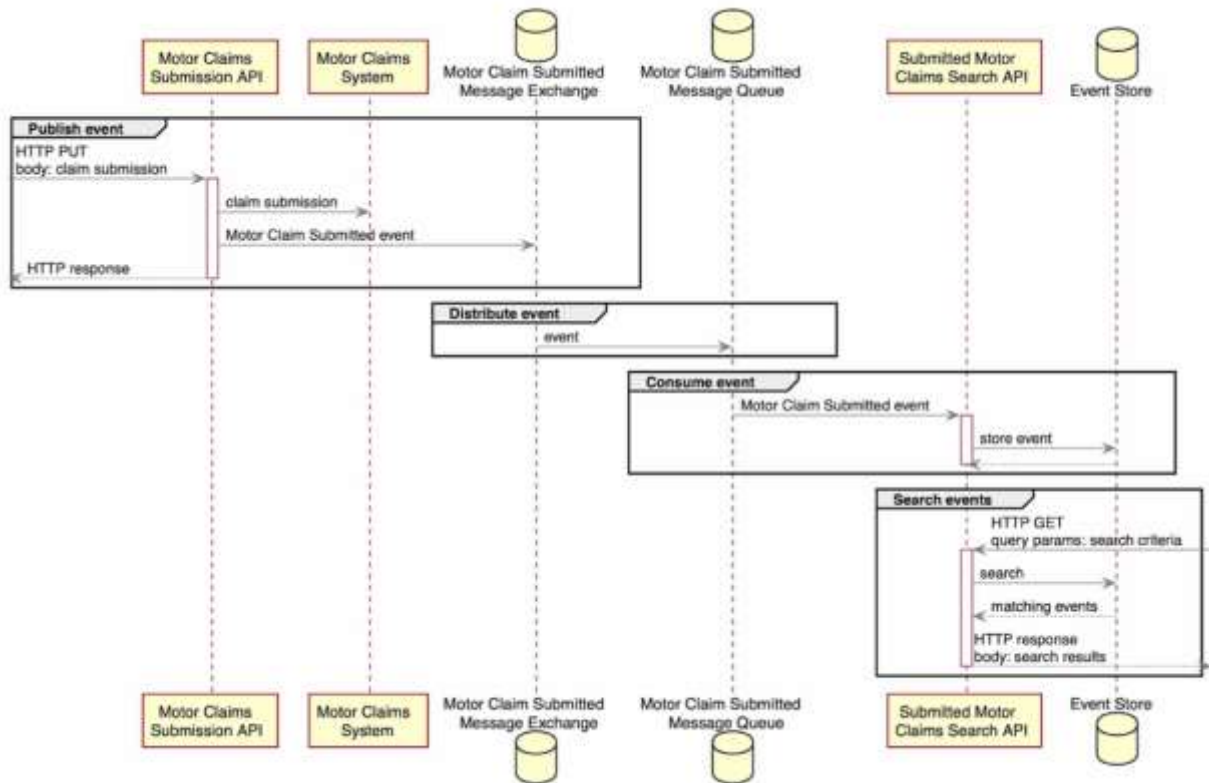 Motor Claims
Submission API
Motor Claims
System
Motor Claim Submitted
Message Exchange
Motor Claim Submitted
Message Queue
Submitted Motor
Claims Search API
Event Store
Publish event
HTTP PUT
body: claim submission
claim submission
Motor Claim Submitted event
HTTP response
Distribute event
event
Consume event
Motor Claim Submitted event
store event
Search events
HTTP GET
query params: search criteria
search
matching events
HTTP response
body: search results
Motor Claims
Submission API
Motor Claims
System
Motor Claim Submitted
Message Exchange
Motor Claim Submitted
Message Queue
Submitted Motor
Claims Search API
Event Store